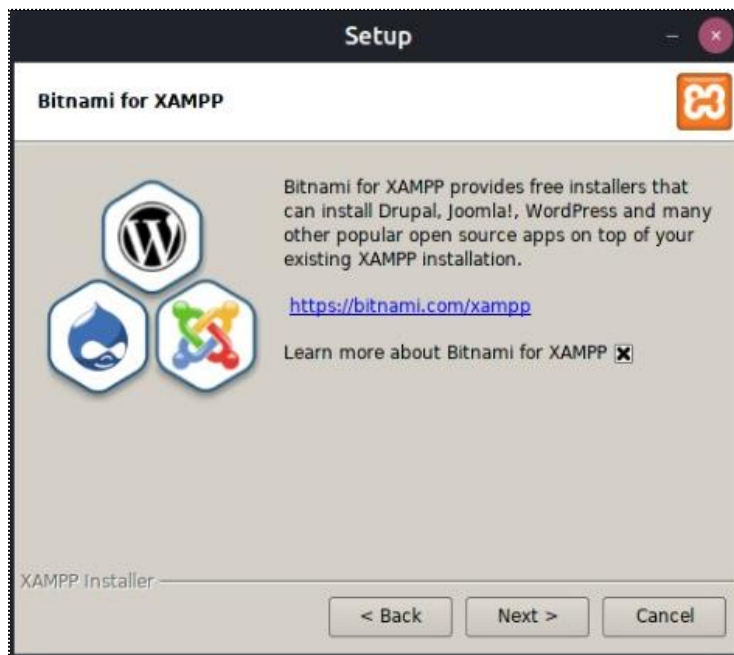 Setup
Bitnami for XAMPP
Bitnami for XAMPP provides free installers that
can install Drupal, Joomla!, WordPress and many
other popular open source apps on top of your
existing XAMPP installation.
https://bitnami.com/xampp
Learn more about Bitnami for XAMPP
XAMPP Installer
< Back
Next >
Cancel